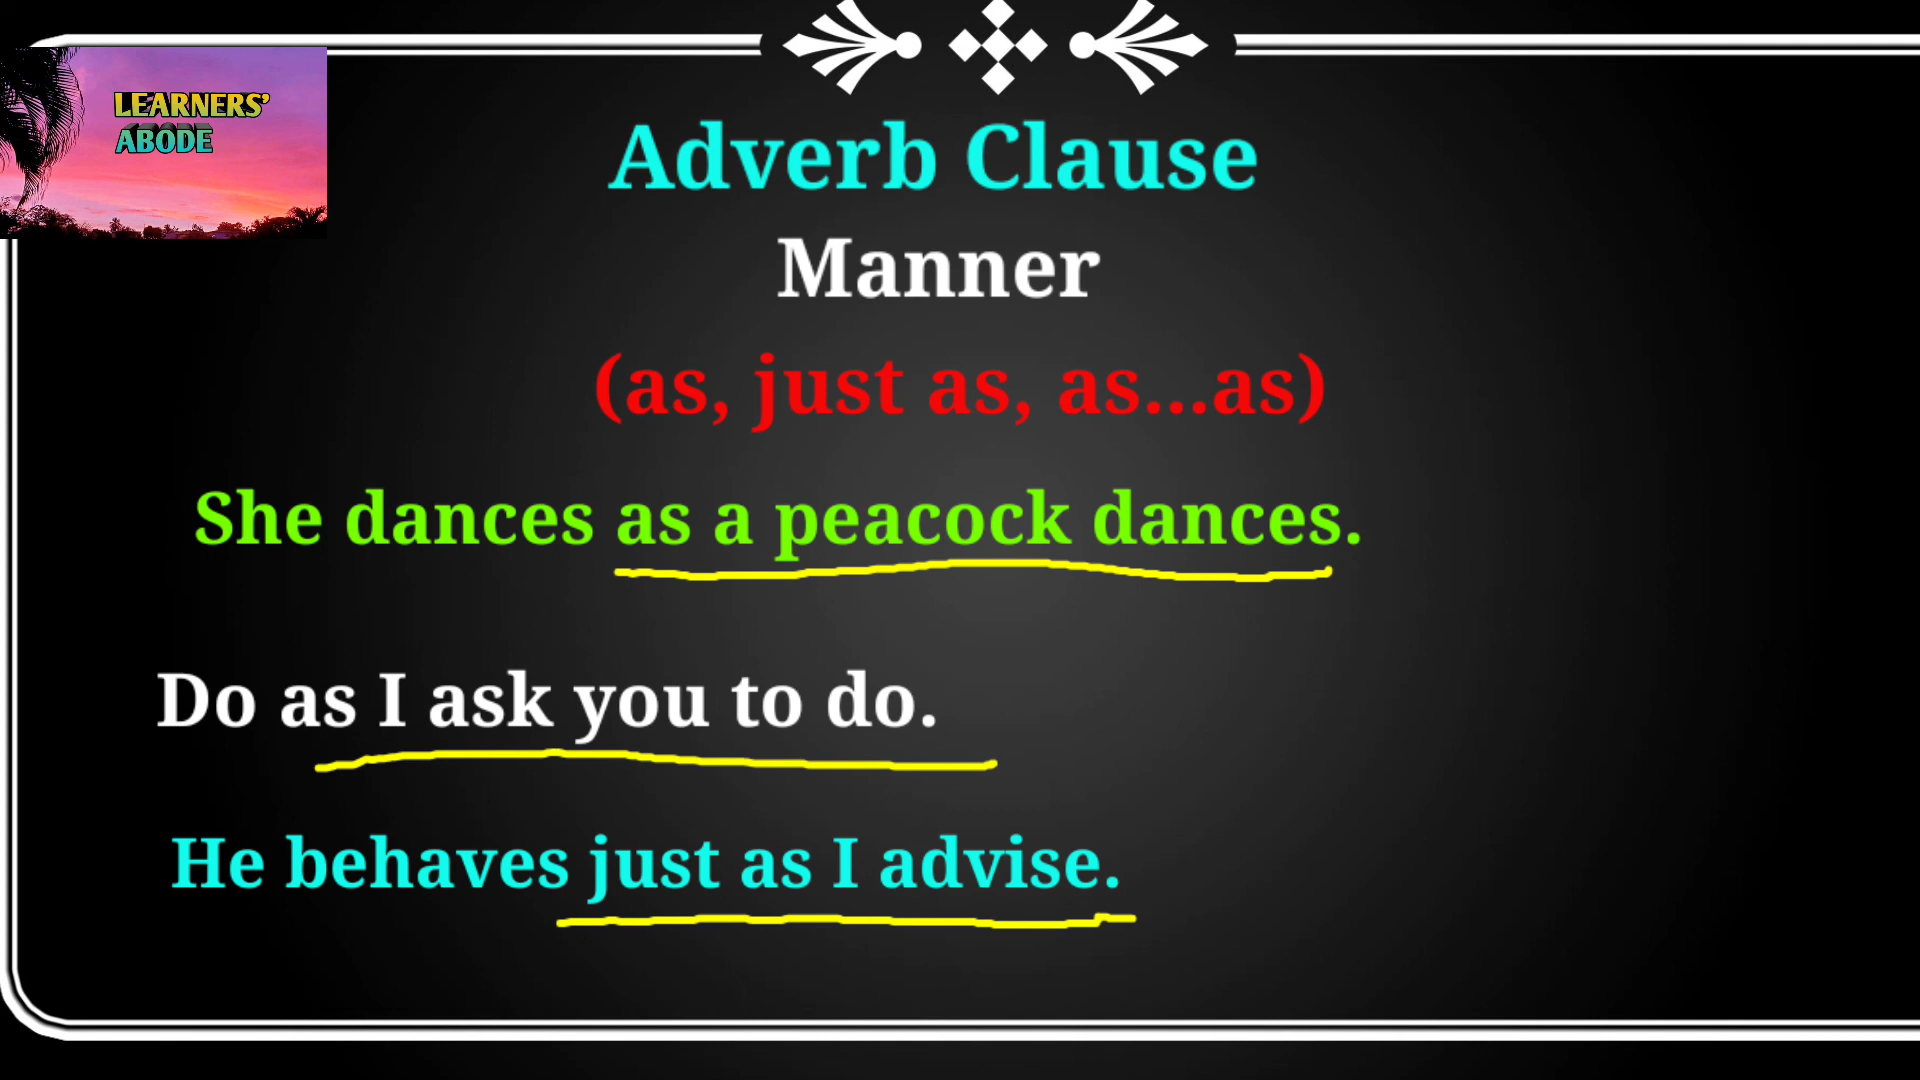 LEARNERS’
ABODE
Adverb Clause
Manner
(as, just as, as...as)
She dances as a peacock dances.
Do as I ask you to do.
He behaves just as I advise.